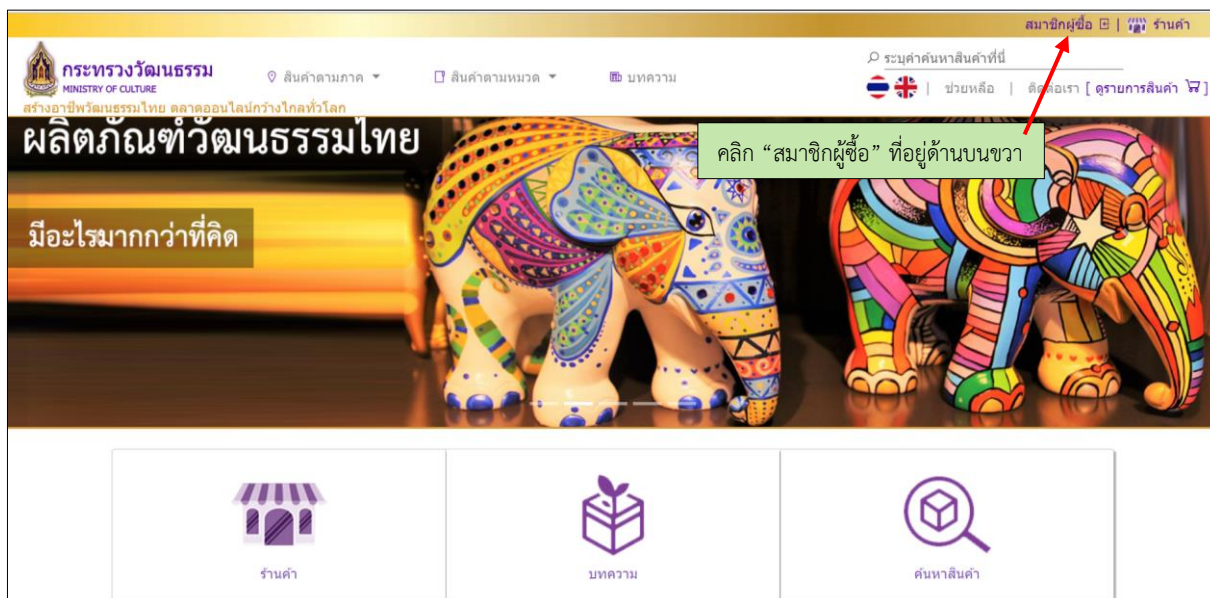 สมาชิกผู้ซื้อ | ร้านค้า
กระทรวงวัฒนธรรม
MINISTRY OF CULTURE
สร้างอาชีพวัฒนธรรมไทย ตลาดออนไลน์กว้างไกลทั่วโลก
สินค้าตามภาค
สินค้าตามหมวด
บทความ
ระบุคำค้นหาสินค้าที่นี่
| ช่วยหลือ | ติดต่อเรา [ ดูรายการสินค้า ]
ผลิตภัณฑ์วัฒนธรรมไทย
คลิก “สมาชิกผู้ซื้อ” ที่อยู่ด้านบนขวา
มีอะไรมากกว่าที่คิด
ร้านค้า
บทความ
ค้นหาสินค้า